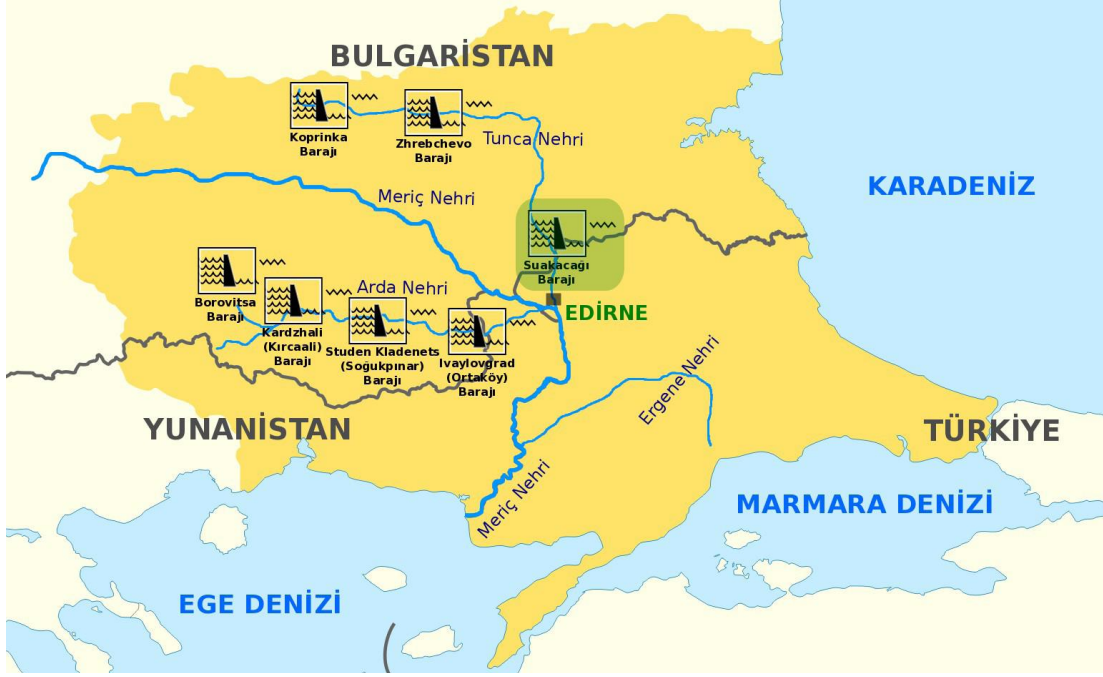 BULGARİSTAN
Koprinka
Barajı
Zhrebchevo
Barajı
Tunca Nehri
Meriç Nehri
KARADENİZ
Suakacağı
Barajı
Borovitsa
Barajı
Arda Nehri
EDİRNE
Kardzhali
(Kırcaali)
Barajı
Studen Kladenets
(Soğukpınar)
Barajı
Ivaylovgrad
(Ortaköy)
Barajı
Ergene Nehri
YUNANİSTAN
TÜRKİYE
Meriç Nehri
MARMARA DENİZİ
EGE DENİZİ